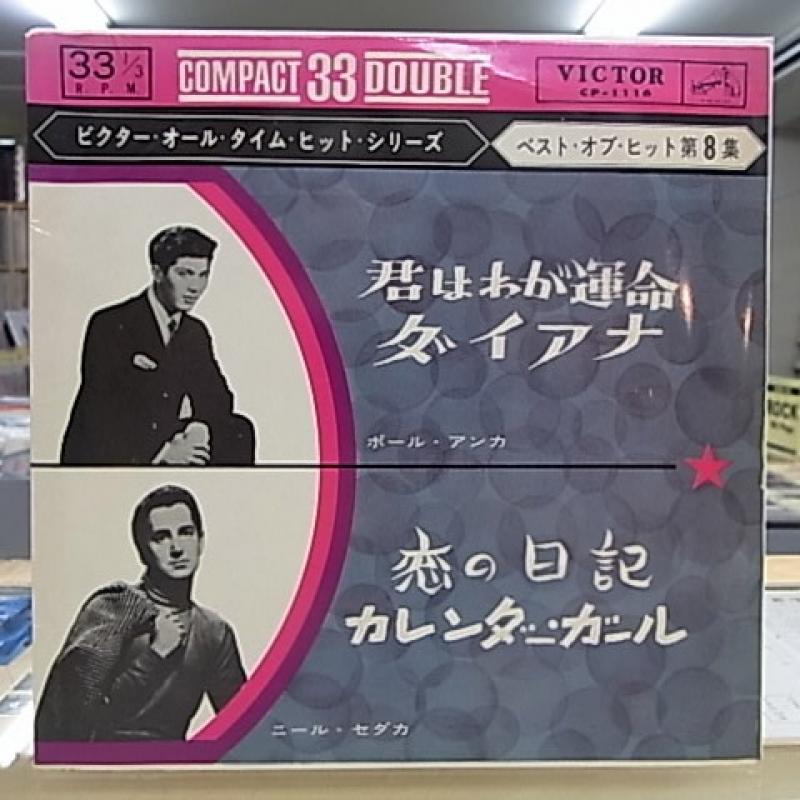 33 1/3
R. P. M.
COMPACT 33 DOUBLE
VICTOR
CP-1116
ビクター・オール・タイム・ヒット・シリーズ
ベスト・オブ・ヒット第8集
君はわが運命
ダイアナ
ポール・アンカ
恋の日記
カレンダー・ガール
ニール・セダカ
ROCK